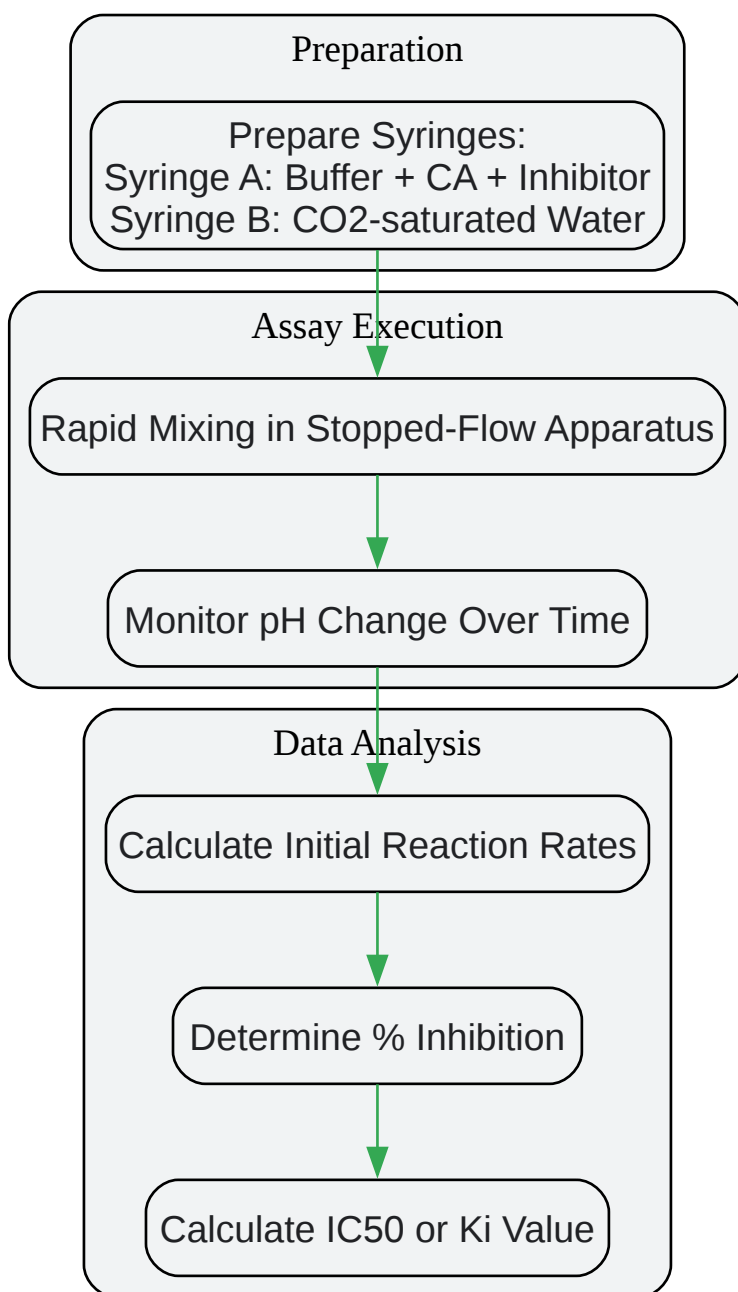 Preparation
Prepare Syringes:
Syringe A: Buffer + CA + Inhibitor
Syringe B: CO2-saturated Water
Assay Execution
Rapid Mixing in Stopped-Flow Apparatus
Monitor pH Change Over Time
Data Analysis
Calculate Initial Reaction Rates
Determine % Inhibition
Calculate IC50 or Ki Value